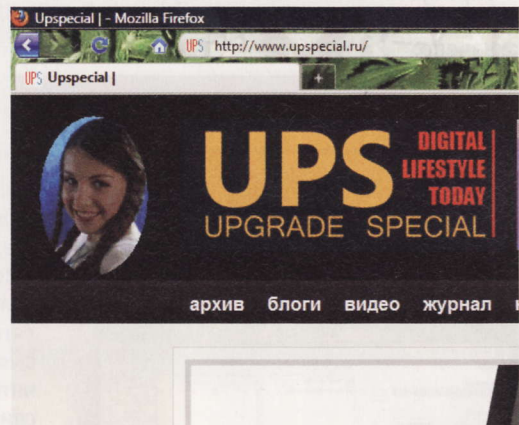 Upspecial | - Mozilla Firefox
UPS http://www.upspecial.ru/
UPS Upspecial |
UPS
DIGITAL
LIFESTYLE
TODAY
UPGRADE SPECIAL
архив блоги видео журнал